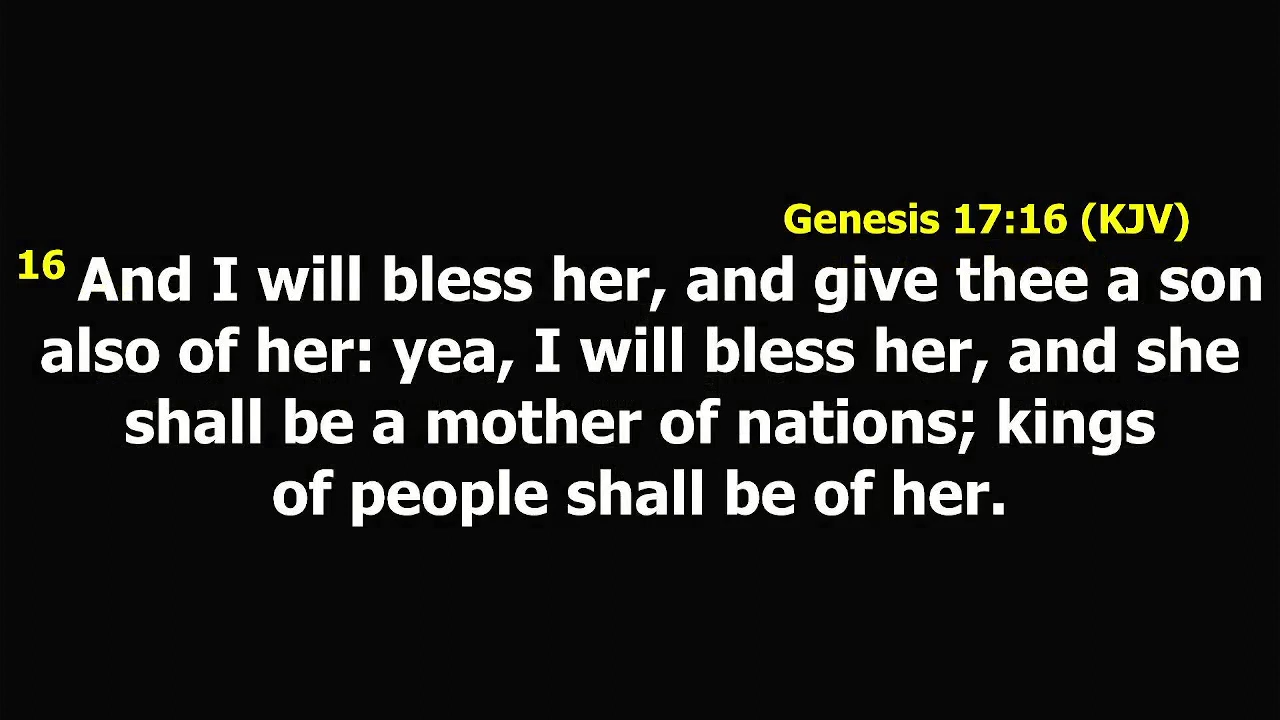 Genesis 17:16 (KJV)
16 And I will bless her, and give thee a son
also of her: yea, I will bless her, and she
shall be a mother of nations; kings
of people shall be of her.